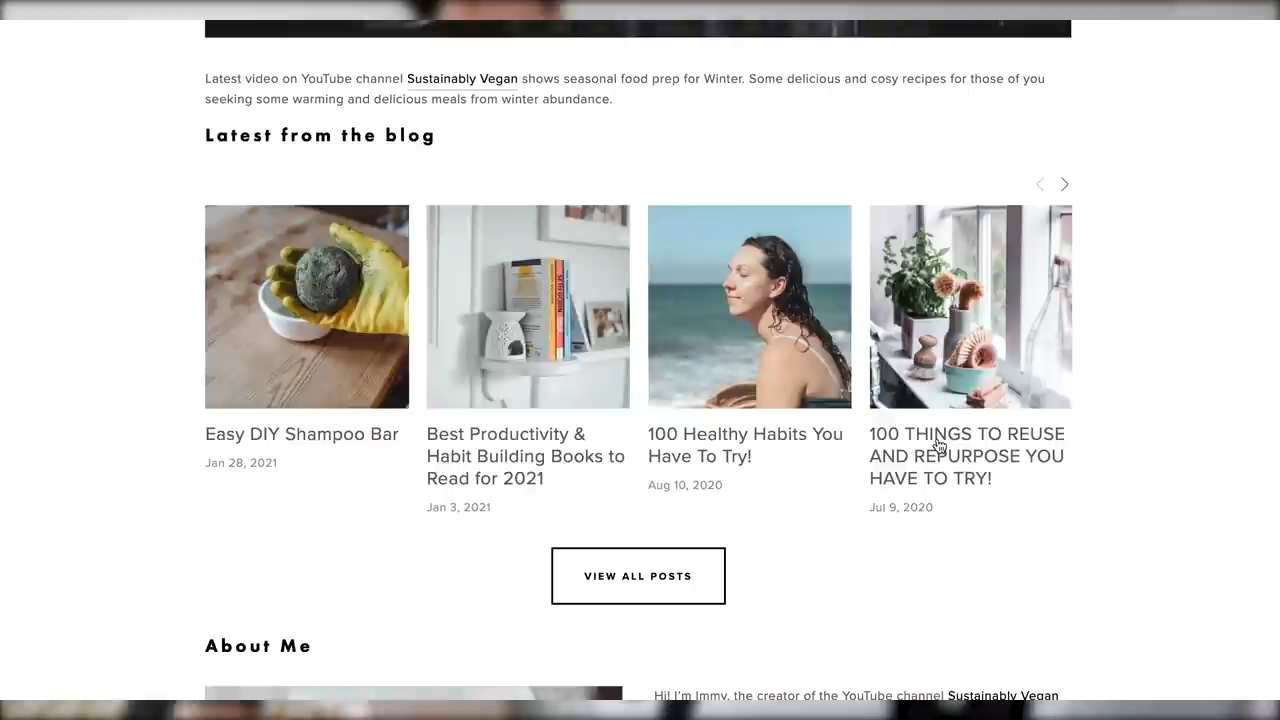 Latest video on YouTube channel Sustainably Vegan shows seasonal food prep for Winter. Some delicious and cosy recipes for those of you
seeking some warming and delicious meals from winter abundance.
Latest from the blog
Easy DIY Shampoo Bar
Jan 28, 2021
Best Productivity &
Habit Building Books to
Read for 2021
Jan 3, 2021
100 Healthy Habits You
Have To Try!
Aug 10, 2020
100 THINGS TO REUSE
AND REPURPOSE YOU
HAVE TO TRY!
Jul 9, 2020
VIEW ALL POSTS
About Me
Hi! I'm Immy, the creator of the YouTube channel Sustainably Vegan